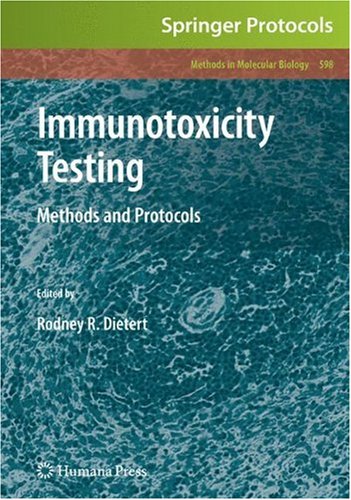 Springer Protocols
Methods in Molecular Biology 598
Immunotoxicity
Testing
Methods and Protocols
Edited by
Rodney R. Dietert
Humana Press